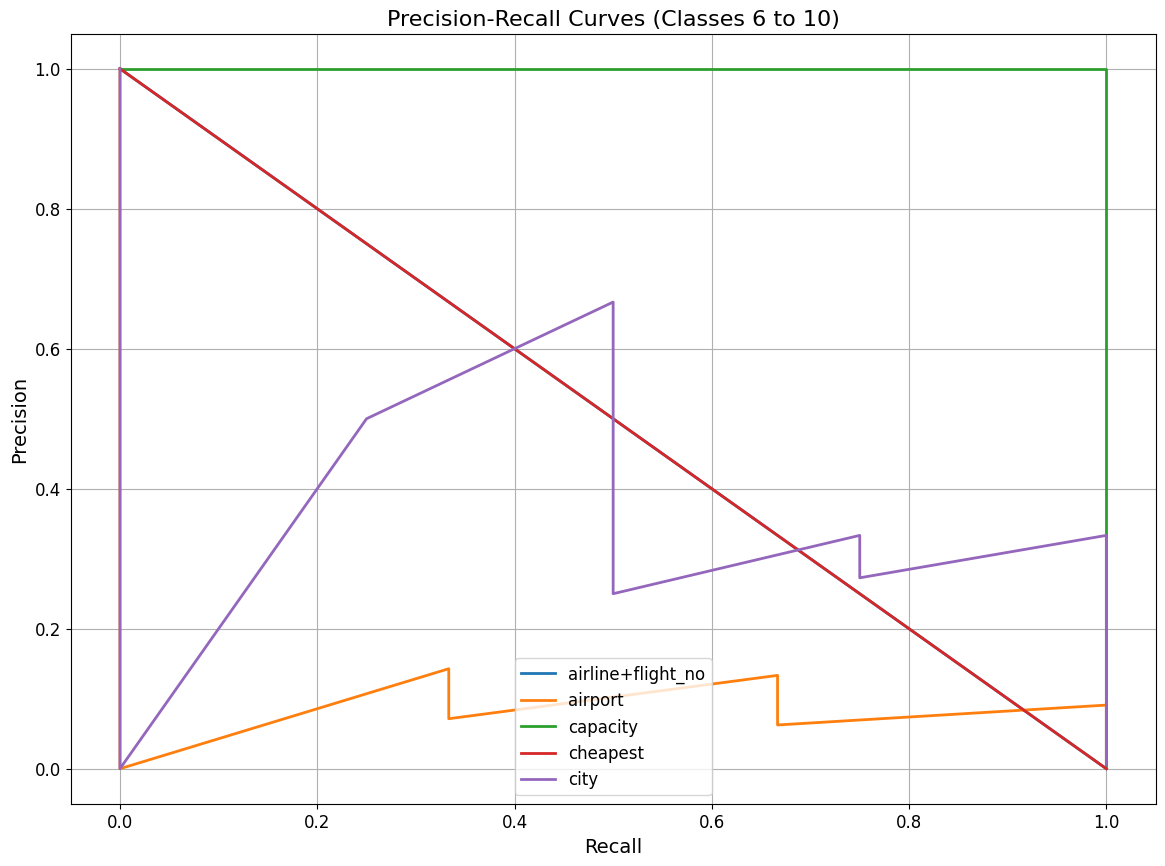 Precision-Recall Curves (Classes 6 to 10)
Precision
1.0
0.8
0.6
0.4
0.2
0.0
airline+flight_no
airport
capacity
cheapest
city
0.0 0.2 0.4 0.6 0.8 1.0
Recall